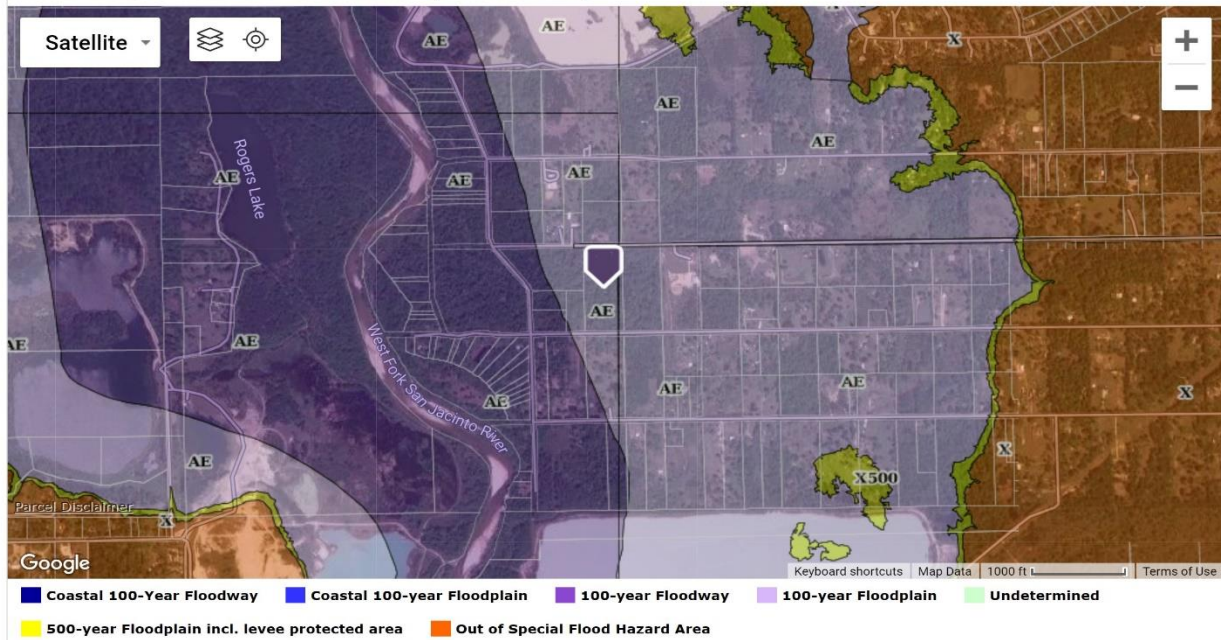 AE
AE
X
Satellite
+
−
AE
AE
AE
AE
AE
Rogers Lake
AE
AE
AE
AE
West Fork San Jacinto River
AE
AE
AE
X
AE
X
X500
Parcel Disclaimer
X
Google
Keyboard shortcuts Map Data 1000 ft Terms of Use
Coastal 100-Year Floodway Coastal 100-year Floodplain 100-year Floodway 100-year Floodplain Undetermined
500-year Floodplain incl. levee protected area Out of Special Flood Hazard Area